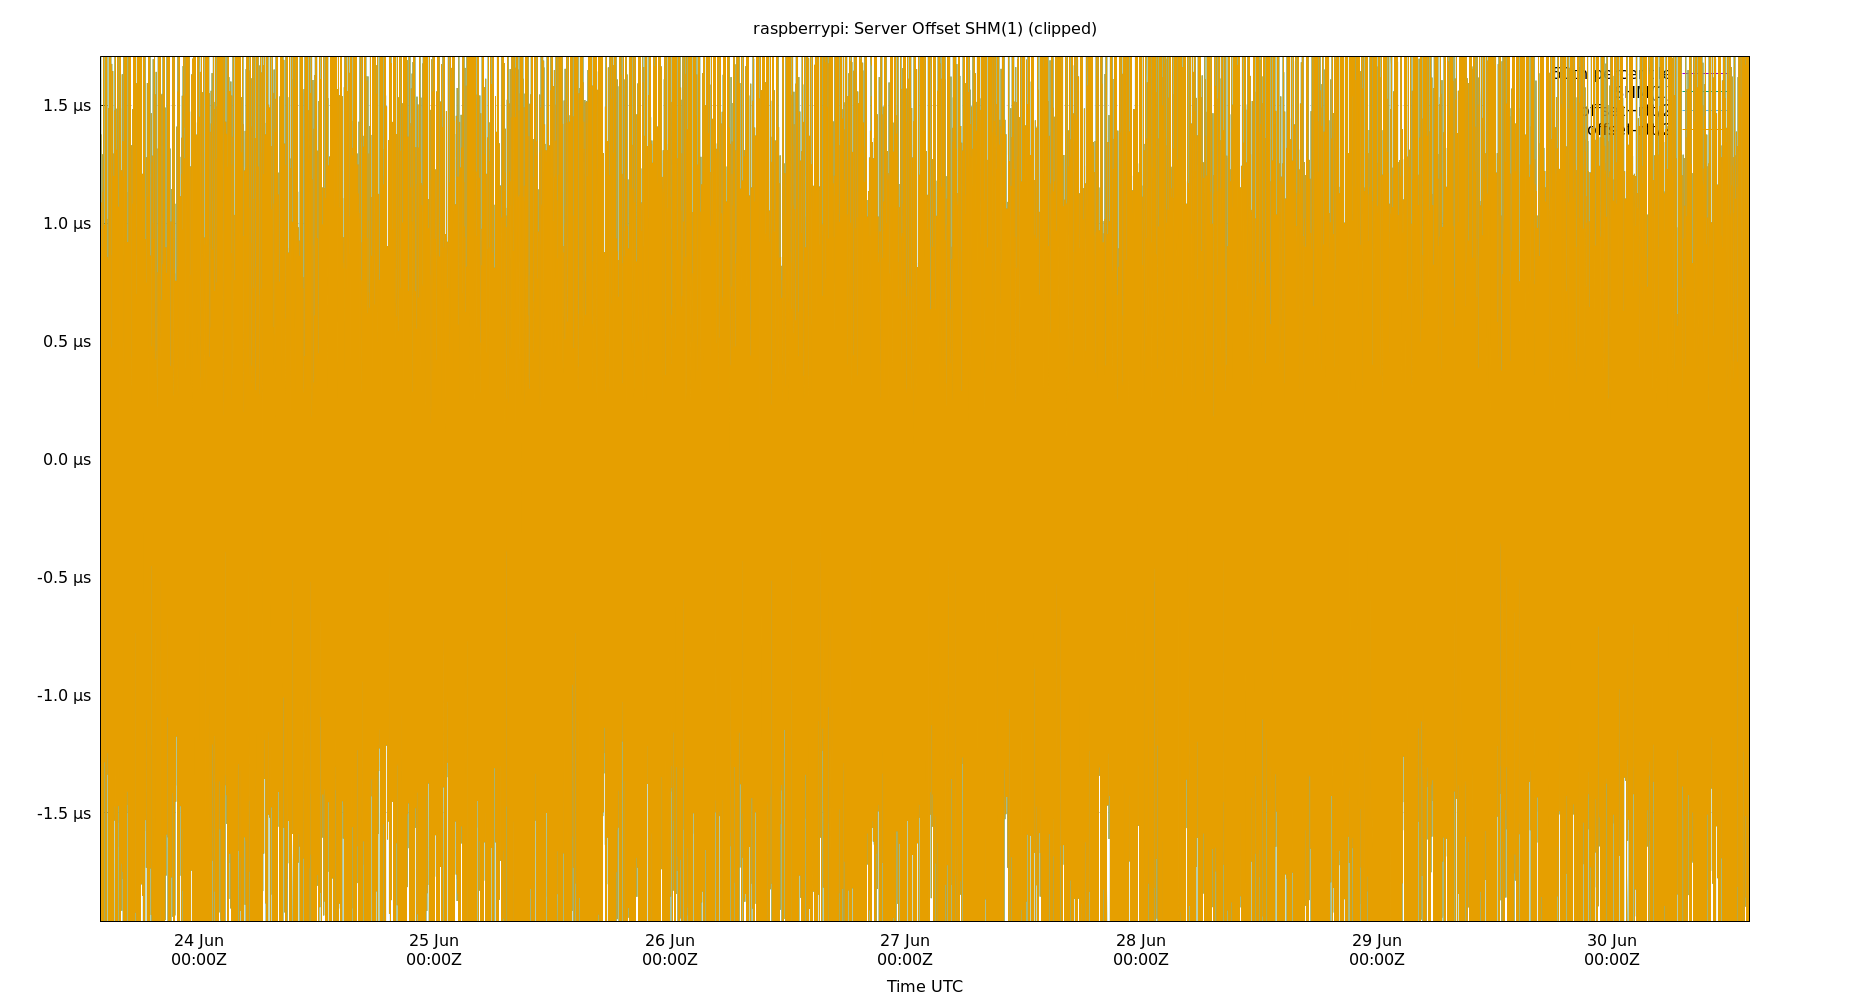 raspberrypi: Server Offset SHM(1) (clipped)
1.5 µs
1.0 µs
0.5 µs
0.0 µs
-0.5 µs
-1.0 µs
-1.5 µs
24 Jun 25 Jun 26 Jun 27 Jun 28 Jun 29 Jun 30 Jun
00:00Z 00:00Z 00:00Z 00:00Z 00:00Z 00:00Z 00:00Z
Time UTC